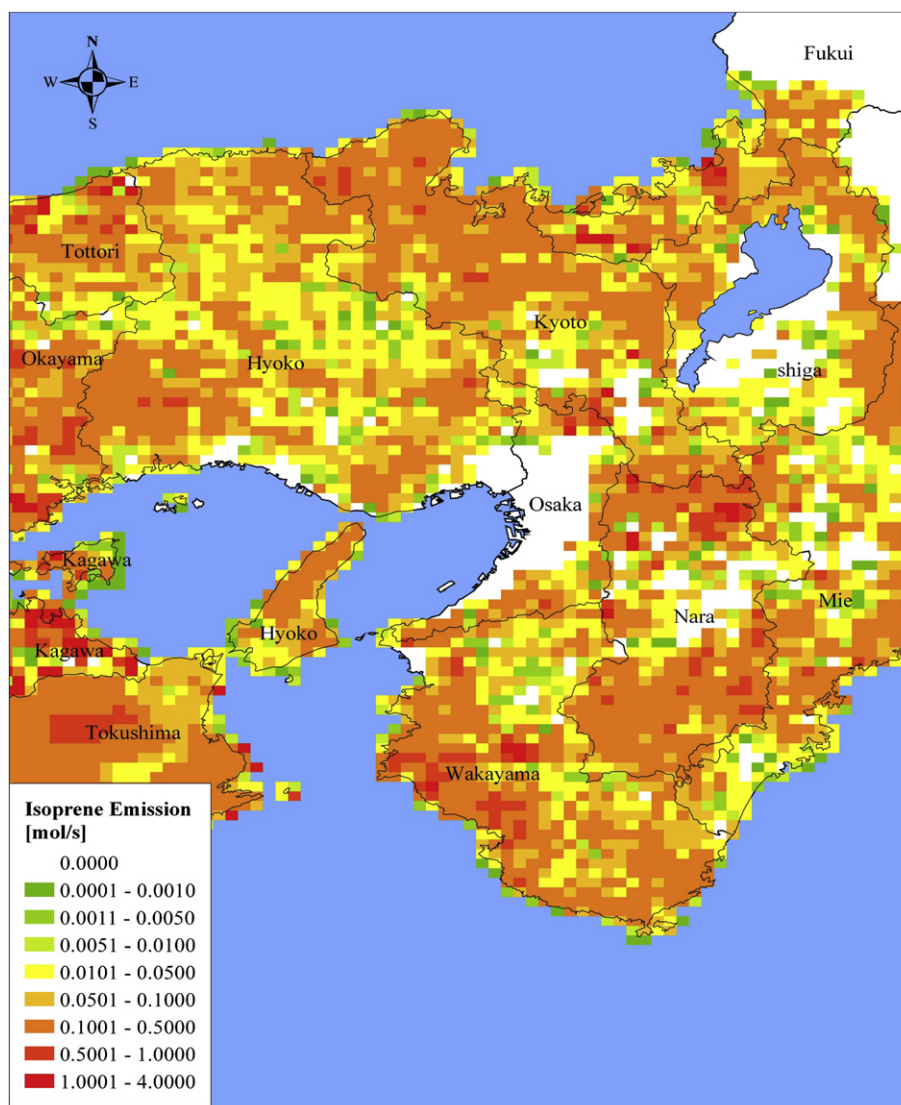 N
W E
S
Fukui
Tottori
Kyoto
Okayama
Hyoko
shiga
Osaka
Kagawa
Mie
Nara
Hyoko
Kagawa
Tokushima
Wakayama
Isoprene Emission
[mol/s]
0.0000
0.0001 - 0.0010
0.0011 - 0.0050
0.0051 - 0.0100
0.0101 - 0.0500
0.0501 - 0.1000
0.1001 - 0.5000
0.5001 - 1.0000
1.0001 - 4.0000